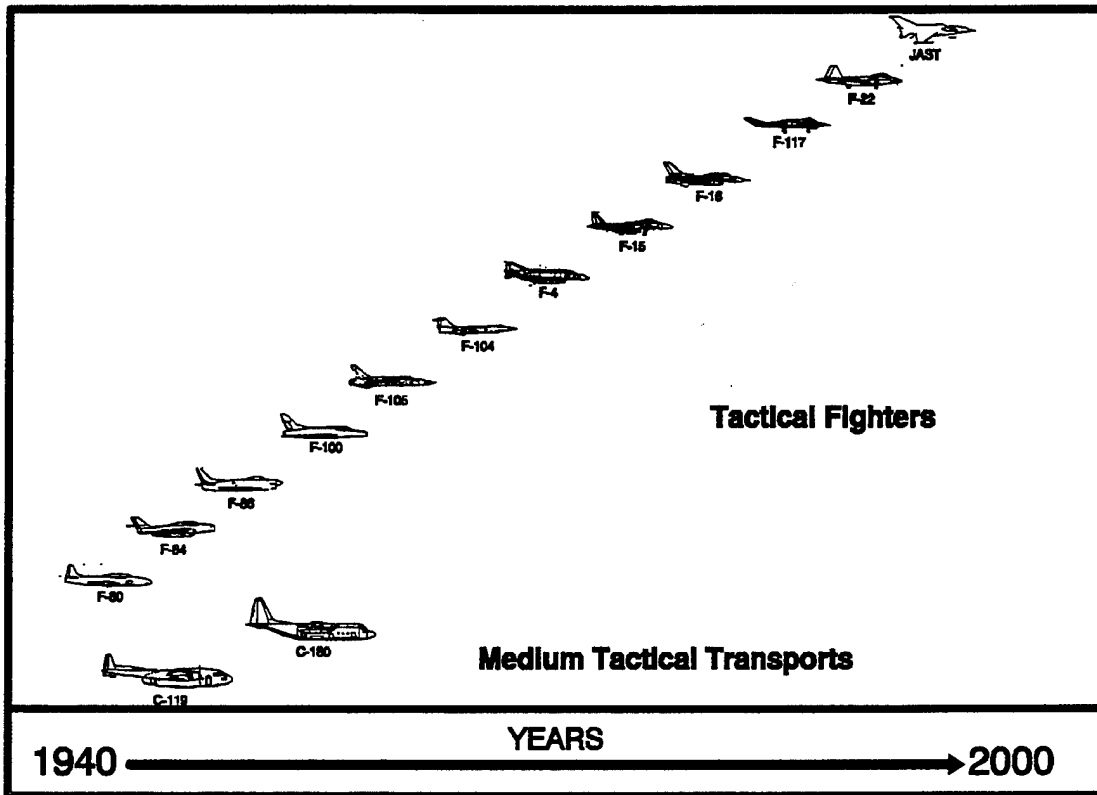 JAST
F-22
F-117
F-16
F-15
F-4
F-104
F-105
Tactical Fighters
F-100
F-86
F-84
F-80
C-130
Medium Tactical Transports
C-119
YEARS
1940
2000